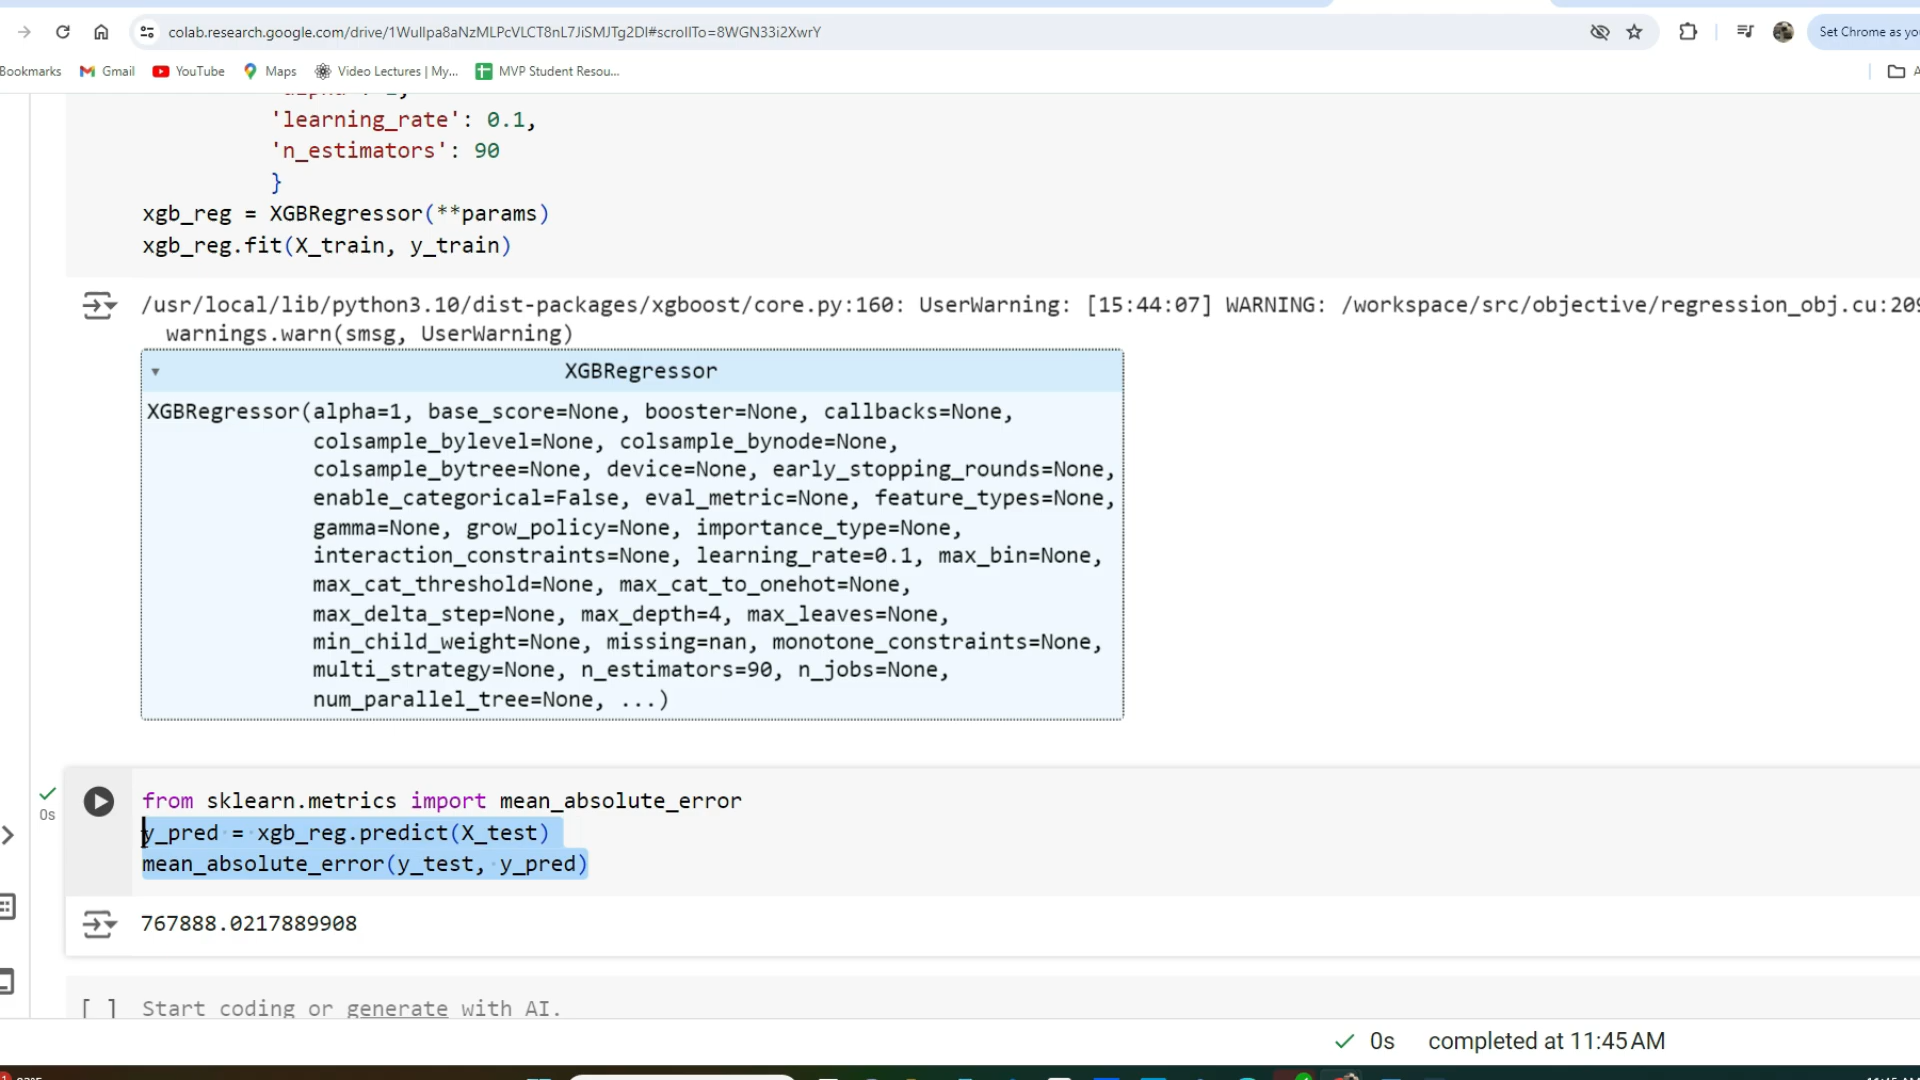 colab.research.google.com/drive/1Wullpa8aNzMLPcVLCT8nL7JiSMJTg2DI#scrollTo=8WGN33i2XwrY
Set Chrome as yo
Bookmarks
Gmail
YouTube
Maps
Video Lectures | My...
MVP Student Resou...
'learning_rate': 0.1,
'n_estimators': 90
}
xgb_reg = XGBRegressor(**params)
xgb_reg.fit(X_train, y_train)
/usr/local/lib/python3.10/dist-packages/xgboost/core.py:160: UserWarning: [15:44:07] WARNING: /workspace/src/objective/regression_obj.cu:209
warnings.warn(smsg, UserWarning)
XGBRegressor
XGBRegressor(alpha=1, base_score=None, booster=None, callbacks=None,
colsample_bylevel=None, colsample_bynode=None,
colsample_bytree=None, device=None, early_stopping_rounds=None,
enable_categorical=False, eval_metric=None, feature_types=None,
gamma=None, grow_policy=None, importance_type=None,
interaction_constraints=None, learning_rate=0.1, max_bin=None,
max_cat_threshold=None, max_cat_to_onehot=None,
max_delta_step=None, max_depth=4, max_leaves=None,
min_child_weight=None, missing=nan, monotone_constraints=None,
multi_strategy=None, n_estimators=90, n_jobs=None,
num_parallel_tree=None, ...)
0s
from sklearn.metrics import mean_absolute_error
y_pred = xgb_reg.predict(X_test)
mean_absolute_error(y_test, y_pred)
767888.0217889908
[ ] Start coding or generate with AI.
0s completed at 11:45 AM